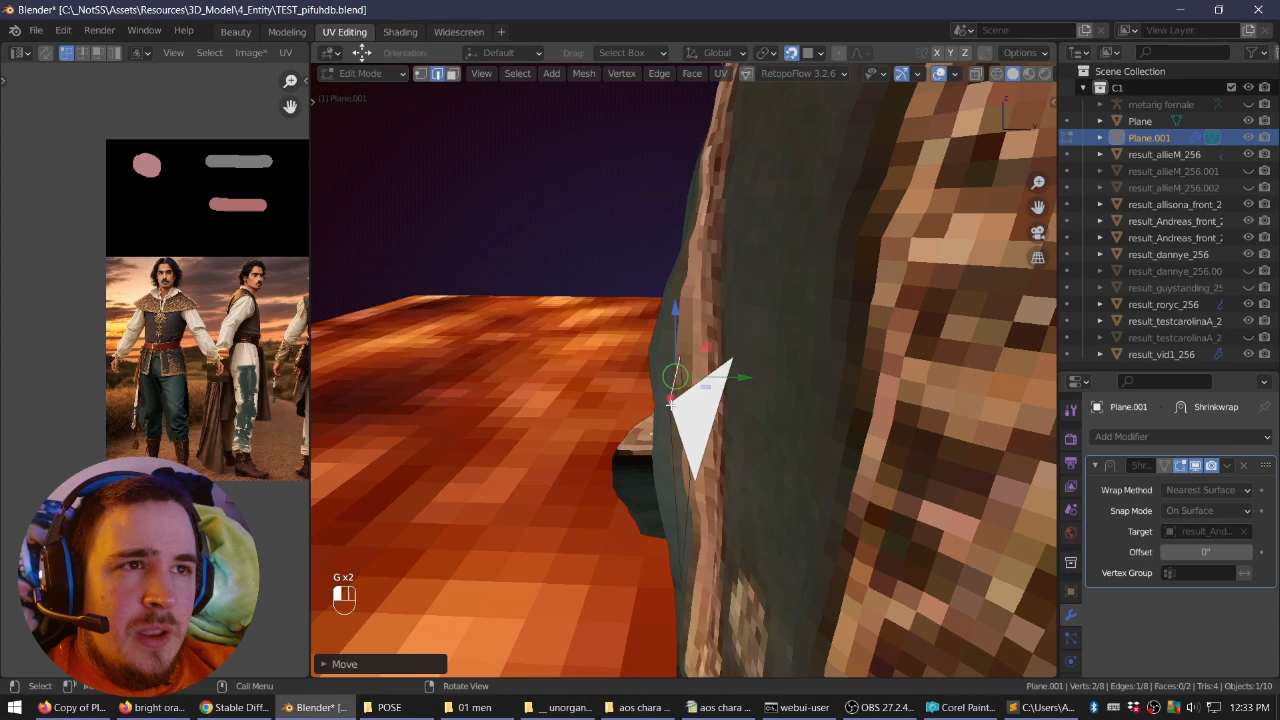 Blender* [C:\_NotSS\Assets\Resources\3D_Model\4_Entity\TEST_pifuhdb.blend]
File Edit Render Window Help Beauty Modeling UV Editing Shading Widescreen + Scene View Layer
View Select Image* UV Orientation: Default Drag: Select Box Global X Y Z Options
Edit Mode View Select Add Mesh Vertex Edge Face UV RetopoFlow 3.2.6
(1) Plane.001
Scene Collection
C1
metarig female
Plane
Plane.001
result_allieM_256
result_allieM_256.001
result_allieM_256.002
result_allisona_front_2
result_Andreas_front_2
result_Andreas_front_2
result_dannye_256
result_dannye_256.00
result_guystanding_25
result_roryc_256
result_testcarolinaA_2
result_testcarolinaA_2
result_vid1_256
Plane.001 Shrinkwrap
Add Modifier
Shr...
Wrap Method Nearest Surface
Snap Mode On Surface
Target result_And...
Offset 0"
Vertex Group
G x2
Move
Select Call Menu Rotate View
Plane.001 | Verts:2/8 | Edges:1/8 | Faces:0/2 | Tris:4 | Objects:1/10
Copy of Pl... bright ora... Stable Diff... Blender* [... POSE 01 men __ unorgan... aos chara ... aos chara ... webui-user OBS 27.2.4... Corel Paint... C:\Users\A... 12:33 PM